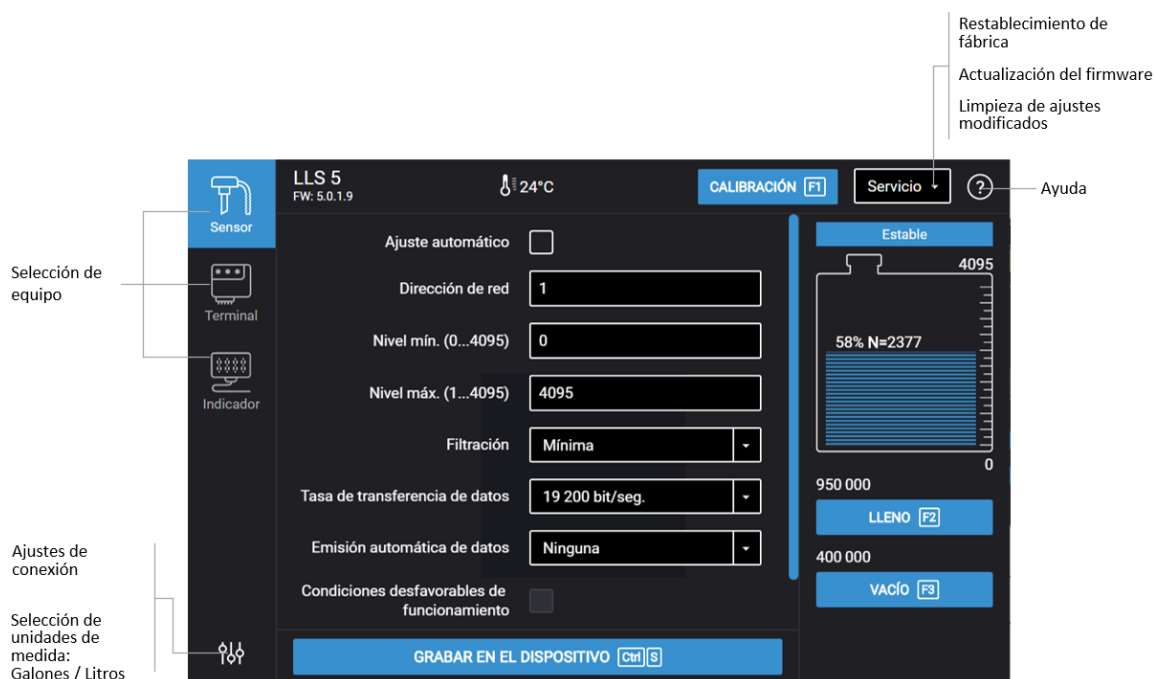 Restablecimiento de
fábrica
Actualización del firmware
Limpieza de ajustes
modificados
LLS 5
FW: 5.0.1.9
24°C
CALIBRACIÓN F1
Servicio
?
Ayuda
Sensor
Selección de
equipo
Terminal
Indicador
Ajustes de
conexión
Selección de
unidades de
medida:
Galones / Litros
Ajuste automático
Dirección de red 1
Nivel mín. (0...4095) 0
Nivel máx. (1...4095) 4095
Filtración Mínima
Tasa de transferencia de datos 19 200 bit/seg.
Emisión automática de datos Ninguna
Condiciones desfavorables de
funcionamiento
GRABAR EN EL DISPOSITIVO Ctrl S
Estable
4095
58% N=2377
0
950 000
LLENO F2
400 000
VACÍO F3